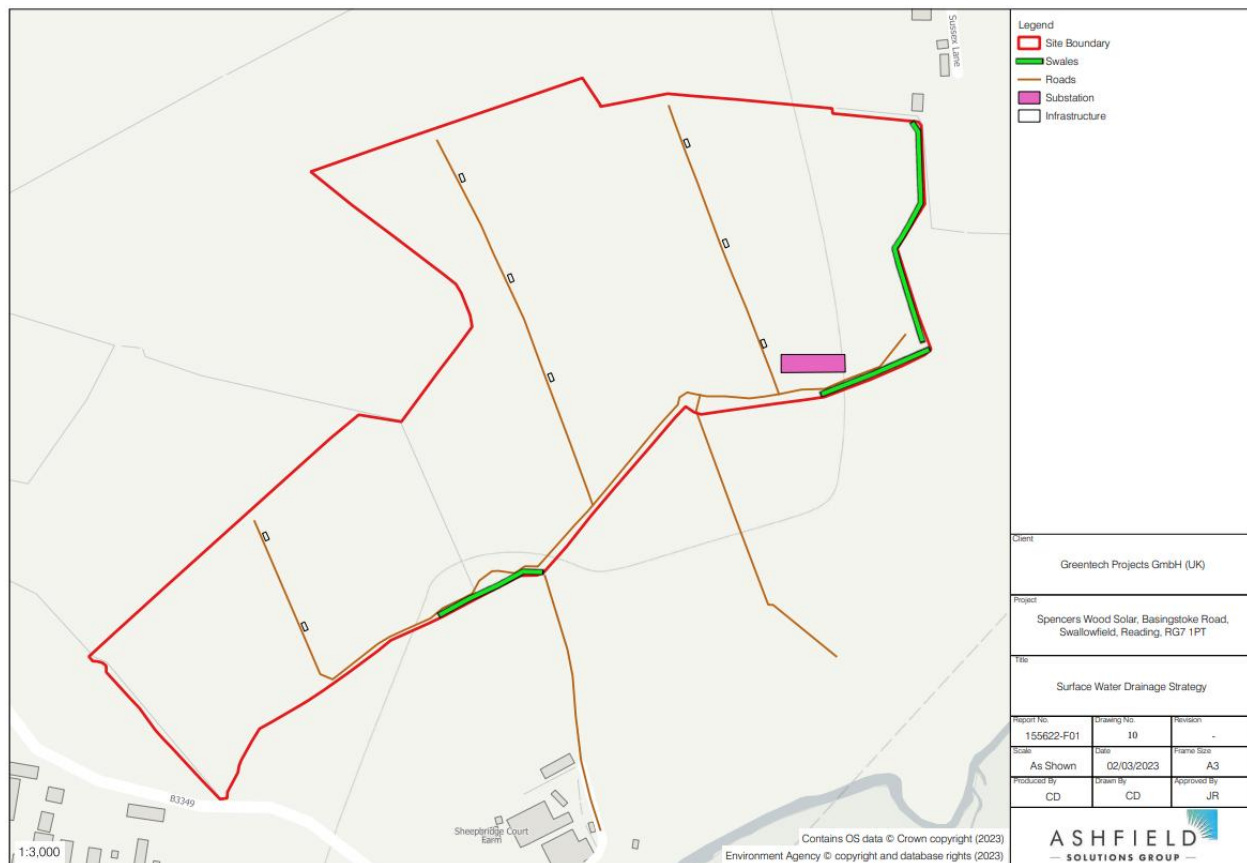 Sussex Lane
B3349
Sheepbridge Court
Farm
1:3,000
Contains OS data © Crown copyright (2023)
Environment Agency © copyright and database rights (2023)
Legend
Site Boundary
Swales
Roads
Substation
Infrastructure
Client
Greentech Projects GmbH (UK)
Project
Spencers Wood Solar, Basingstoke Road,
Swallowfield, Reading, RG7 1PT
Title
Surface Water Drainage Strategy
Report No.
155622-F01
Drawing No.
10
Revision
-
Scale
As Shown
Date
02/03/2023
Frame Size
A3
Produced By
CD
Drawn By
CD
Approved By
JR
ASHFIELD
SOLUTIONS GROUP